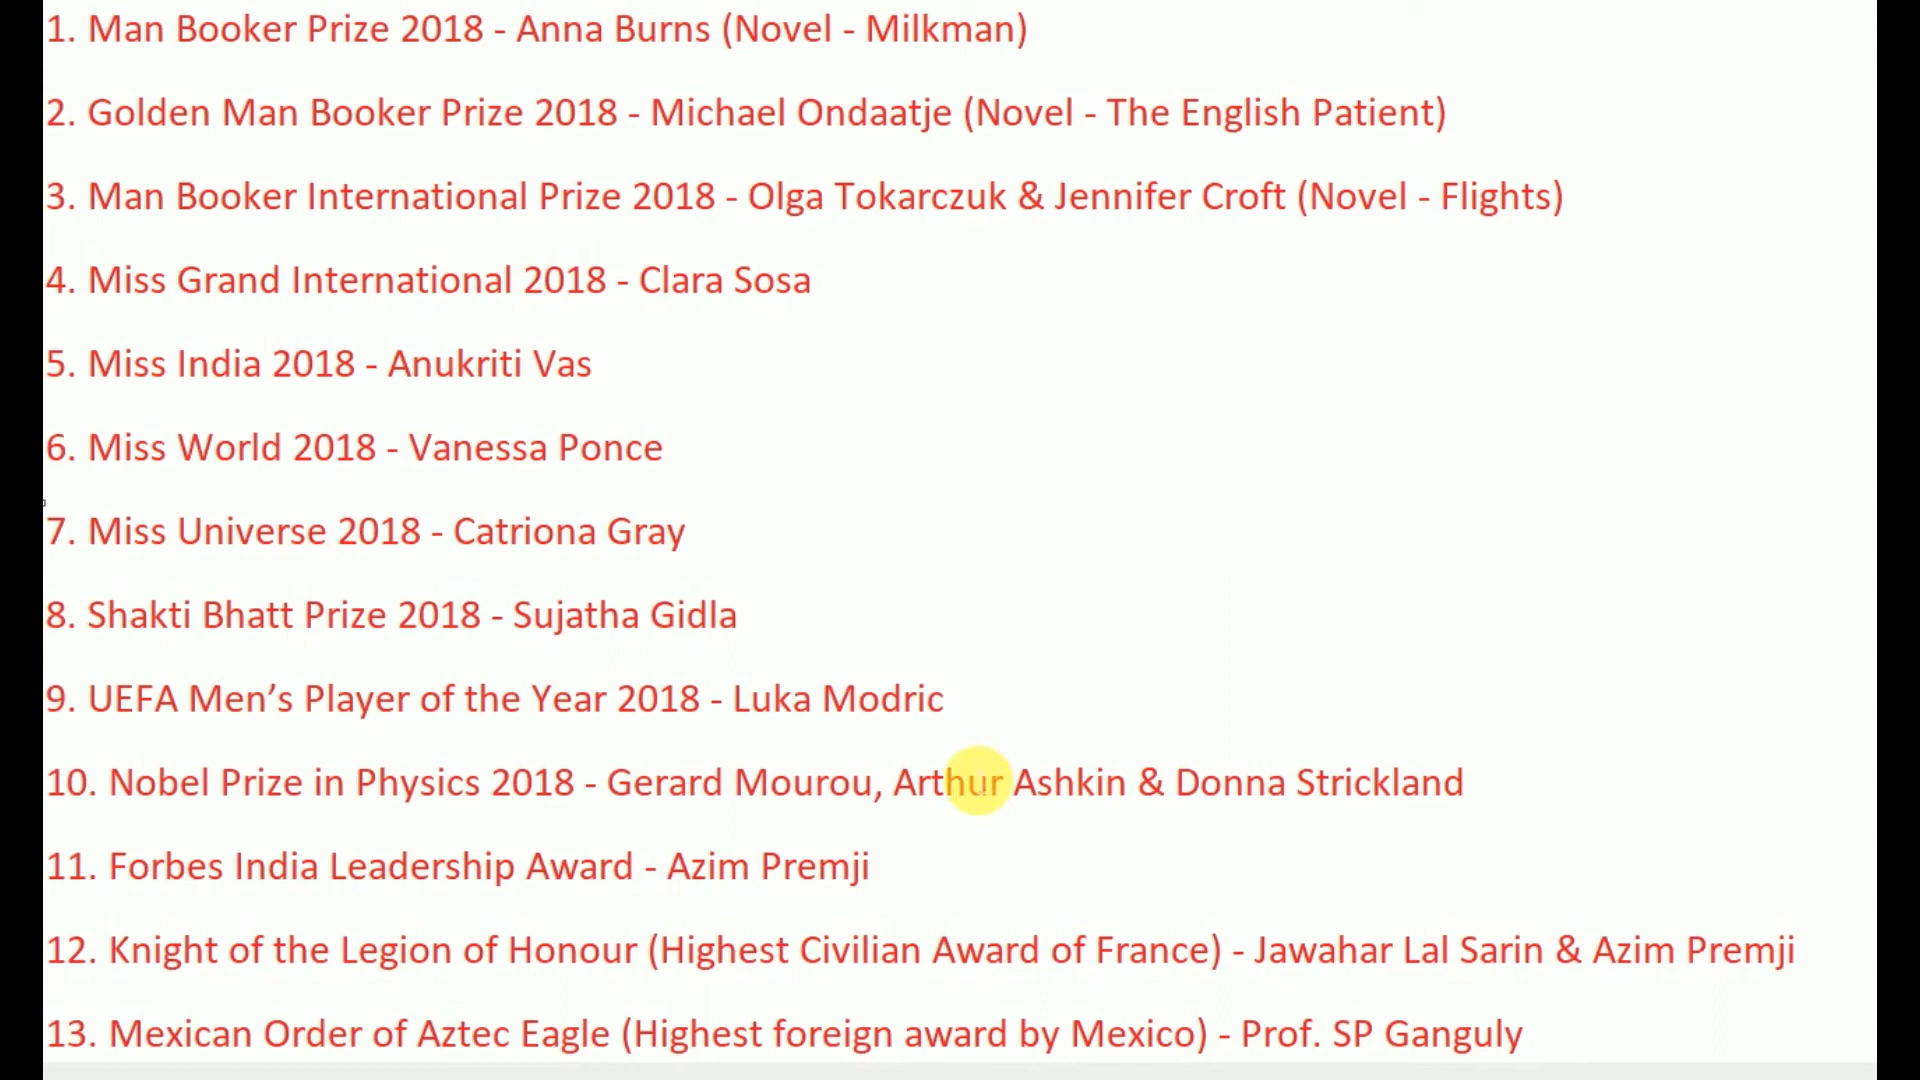 1. Man Booker Prize 2018 - Anna Burns (Novel - Milkman)
2. Golden Man Booker Prize 2018 - Michael Ondaatje (Novel - The English Patient)
3. Man Booker International Prize 2018 - Olga Tokarczuk & Jennifer Croft (Novel - Flights)
4. Miss Grand International 2018 - Clara Sosa
5. Miss India 2018 - Anukriti Vas
6. Miss World 2018 - Vanessa Ponce
7. Miss Universe 2018 - Catriona Gray
8. Shakti Bhatt Prize 2018 - Sujatha Gidla
9. UEFA Men’s Player of the Year 2018 - Luka Modric
10. Nobel Prize in Physics 2018 - Gerard Mourou, Arthur Ashkin & Donna Strickland
11. Forbes India Leadership Award - Azim Premji
12. Knight of the Legion of Honour (Highest Civilian Award of France) - Jawahar Lal Sarin & Azim Premji
13. Mexican Order of Aztec Eagle (Highest foreign award by Mexico) - Prof. SP Ganguly